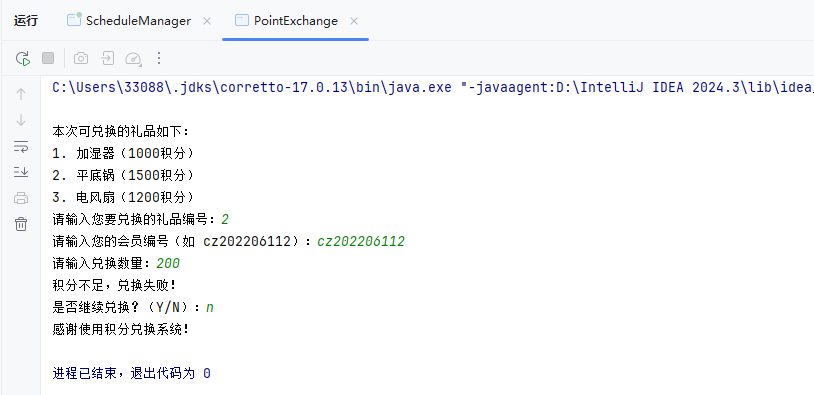 运行 ScheduleManager × PointExchange ×
C:\Users\33088\.jdks\corretto-17.0.13\bin\java.exe "-javaagent:D:\IntelliJ IDEA 2024.3\lib\idea_
本次可兑换的礼品如下:
1. 加湿器（1000积分）
2. 平底锅（1500积分）
3. 电风扇（1200积分）
请输入您要兑换的礼品编号：2
请输入您的会员编号（如 cz202206112）：cz202206112
请输入兑换数量：200
积分不足，兑换失败！
是否继续兑换？（Y/N）：n
感谢使用积分兑换系统！
进程已结束，退出代码为 0